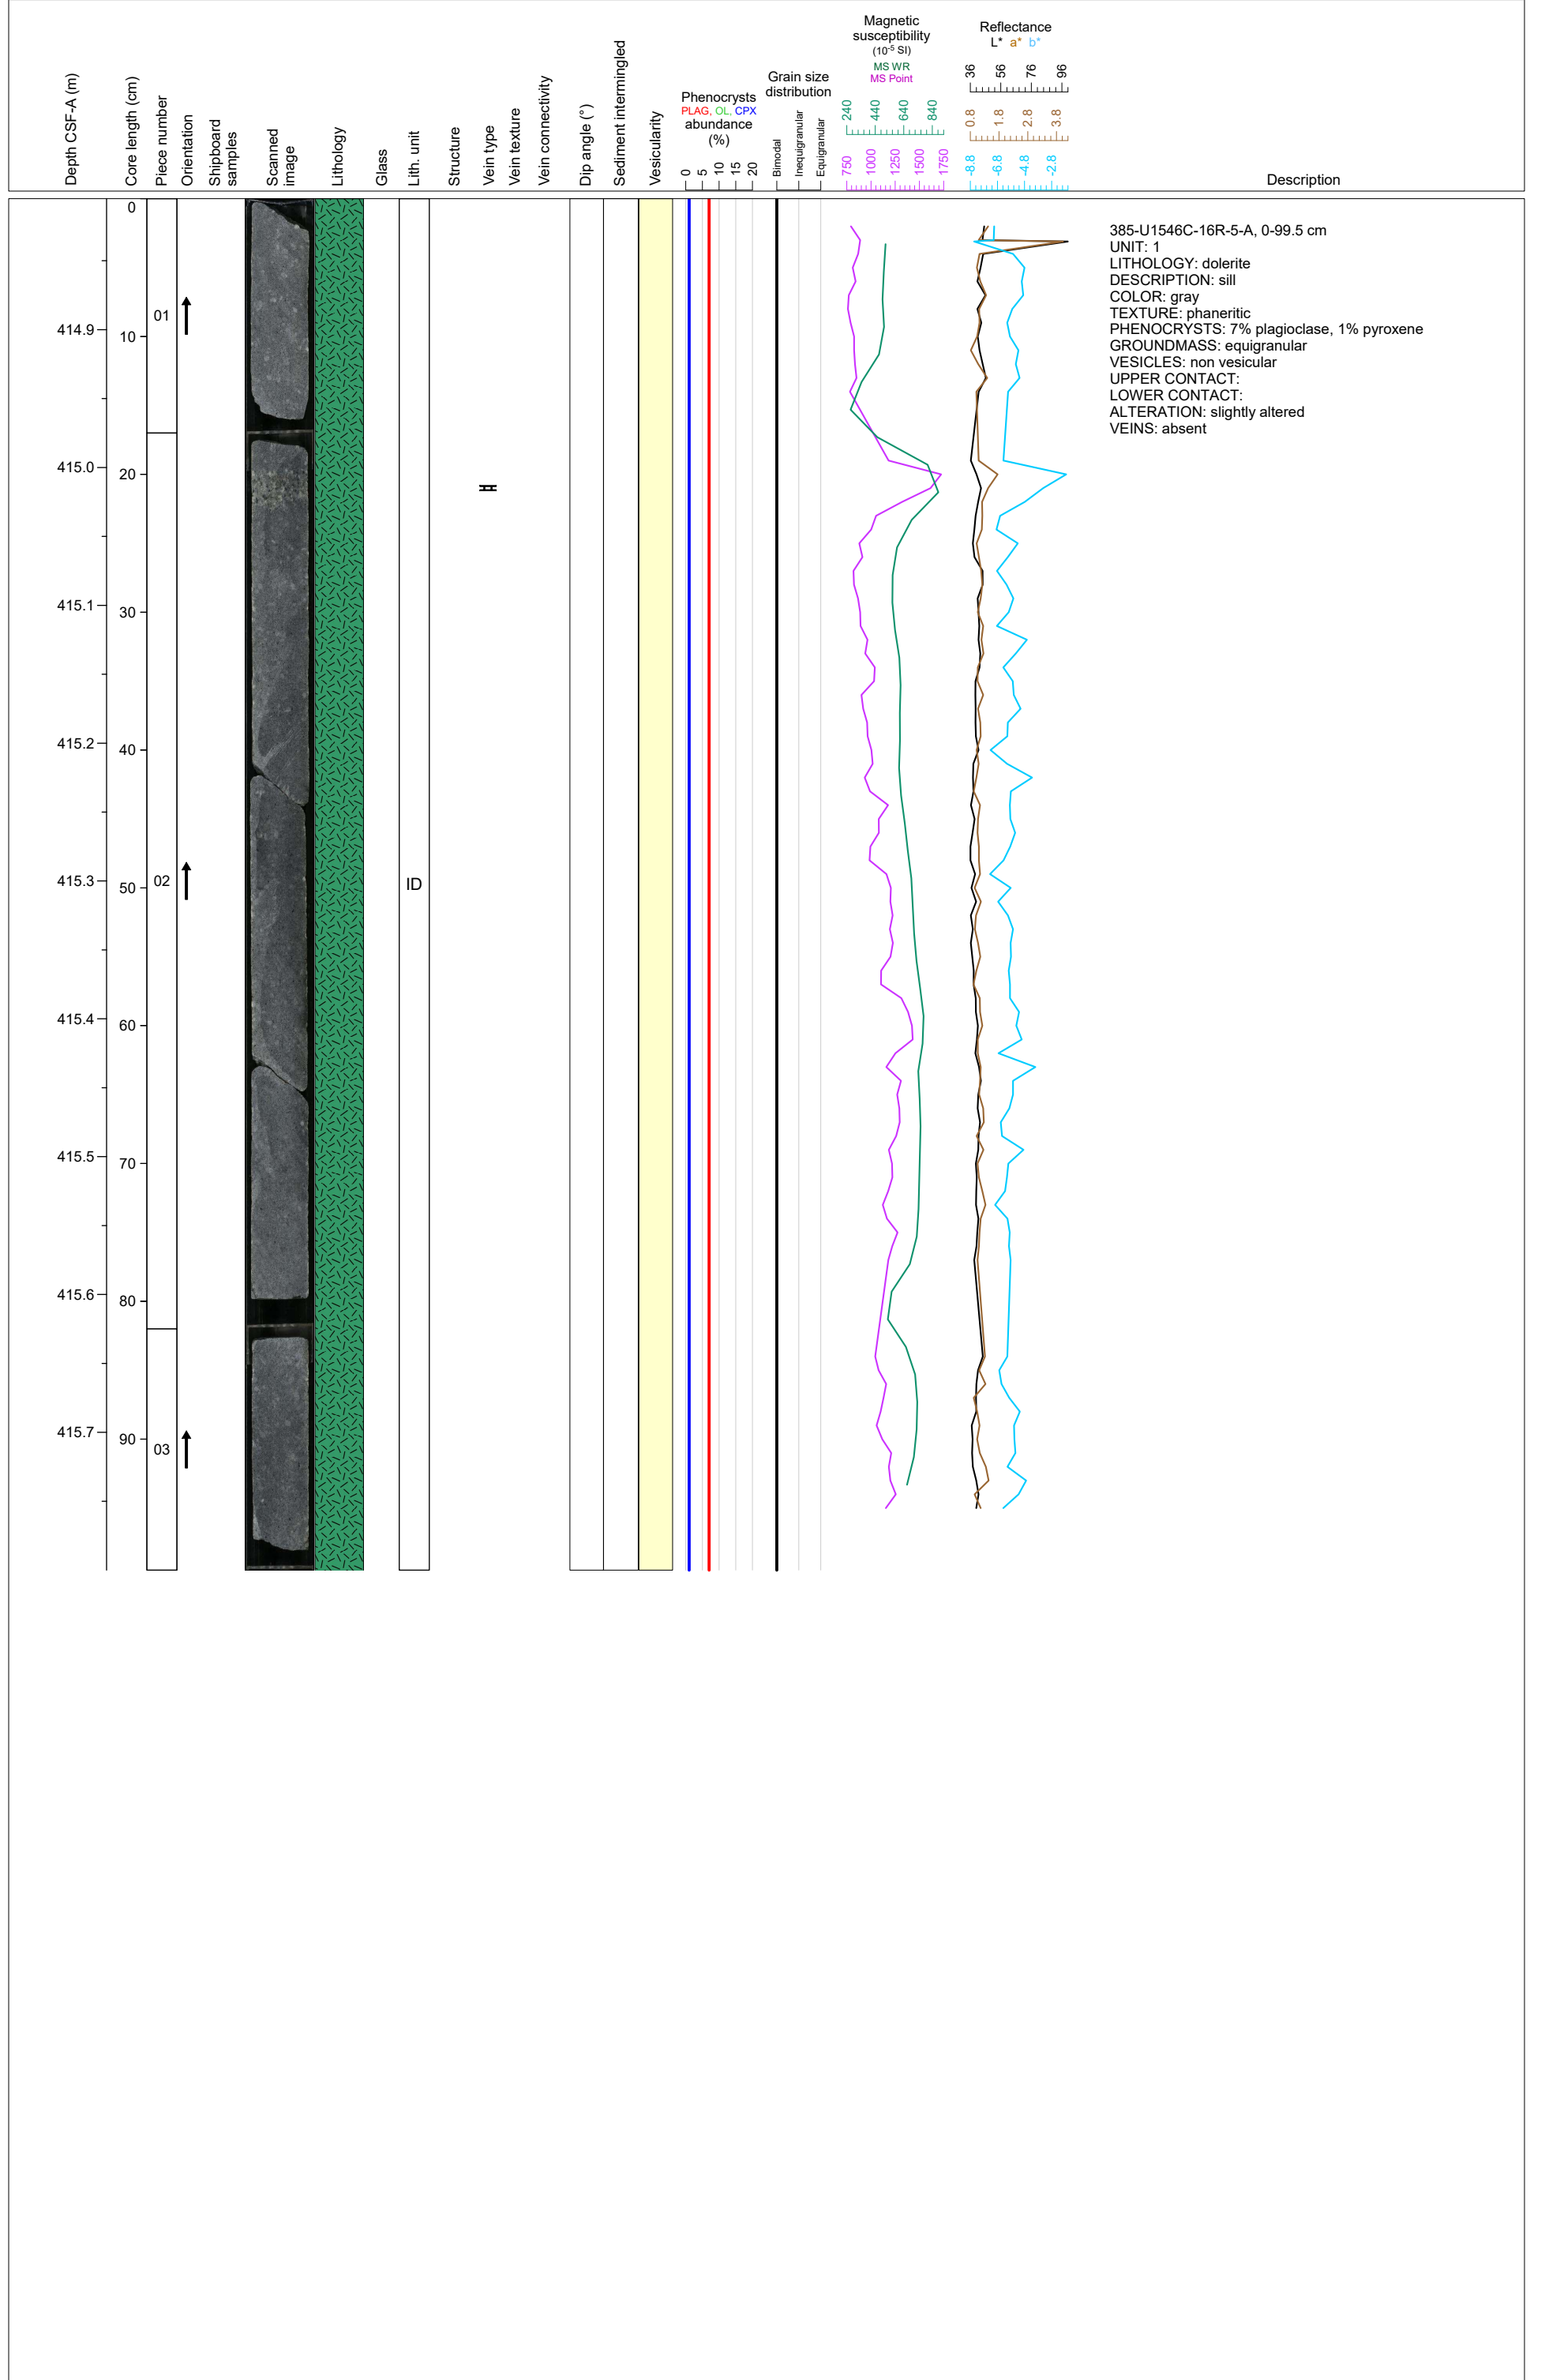 Depth CSF-A (m)
Core length (cm)
Piece number
Orientation
Shipboard
samples
Scanned
image
Lithology
Glass
Lith. unit
Structure
Vein type
Vein texture
Vein connectivity
Dip angle (°)
Sediment intermingled
Vesicularity
Phenocrysts
PLAG, OL, CPX
abundance
(%)
0 5 10 15 20
Grain size
distribution
Bimodal
Inequigranular
Equigranular
Magnetic
susceptibility
(10-5 SI)
MS WR
MS Point
240 440 640 840
750 1000 1250 1500 1750
Reflectance
L* a* b*
36 56 76 96
0.8 1.8 2.8 3.8
-8.8 -6.8 -4.8 -2.8
Description
414.9
415.0
415.1
415.2
415.3
415.4
415.5
415.6
415.7
0
10
20
30
40
50
60
70
80
90
01
02
03
ID
385-U1546C-16R-5-A, 0-99.5 cm
UNIT: 1
LITHOLOGY: dolerite
DESCRIPTION: sill
COLOR: gray
TEXTURE: phaneritic
PHENOCRYSTS: 7% plagioclase, 1% pyroxene
GROUNDMASS: equigranular
VESICLES: non vesicular
UPPER CONTACT:
LOWER CONTACT:
ALTERATION: slightly altered
VEINS: absent